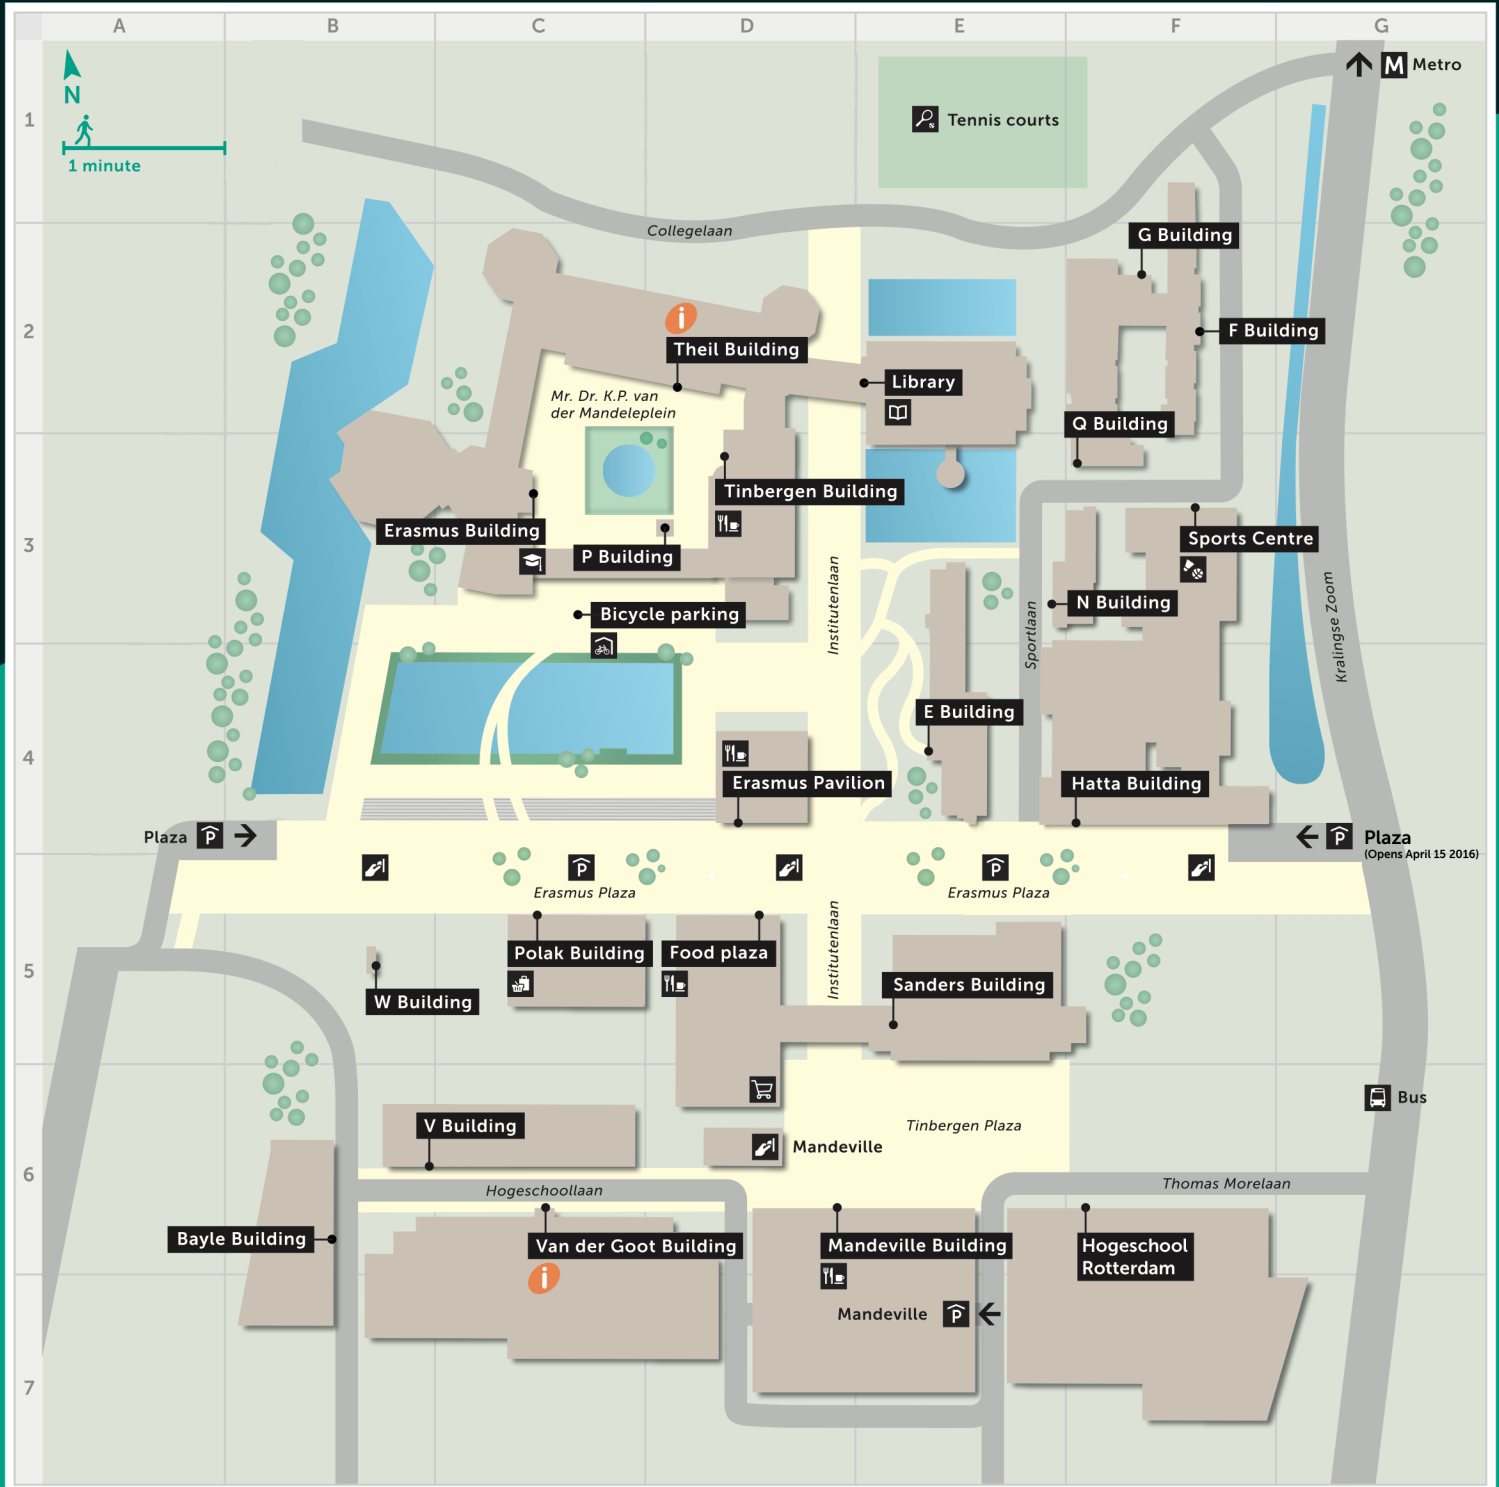 A B C D E F G
1
2
3
4
5
6
7
N
1 minute
M Metro
Tennis courts
Collegelaan
G Building
F Building
i
Theil Building
Library
Mr. Dr. K.P. van
der Mandeleplein
Q Building
Tinbergen Building
Erasmus Building
P Building
Sports Centre
N Building
Bicycle parking
Institutenlaan
Sportlaan
Kralingse Zoom
E Building
Erasmus Pavilion
Hatta Building
Plaza P
P Plaza
(Opens April 15 2016)
P
P
Erasmus Plaza
Erasmus Plaza
Polak Building
Food plaza
Institutenlaan
W Building
Sanders Building
Bus
V Building
Tinbergen Plaza
Mandeville
Hogeschoollaan
Thomas Morelaan
Bayle Building
Van der Goot Building
i
Mandeville Building
Hogeschool
Rotterdam
Mandeville P